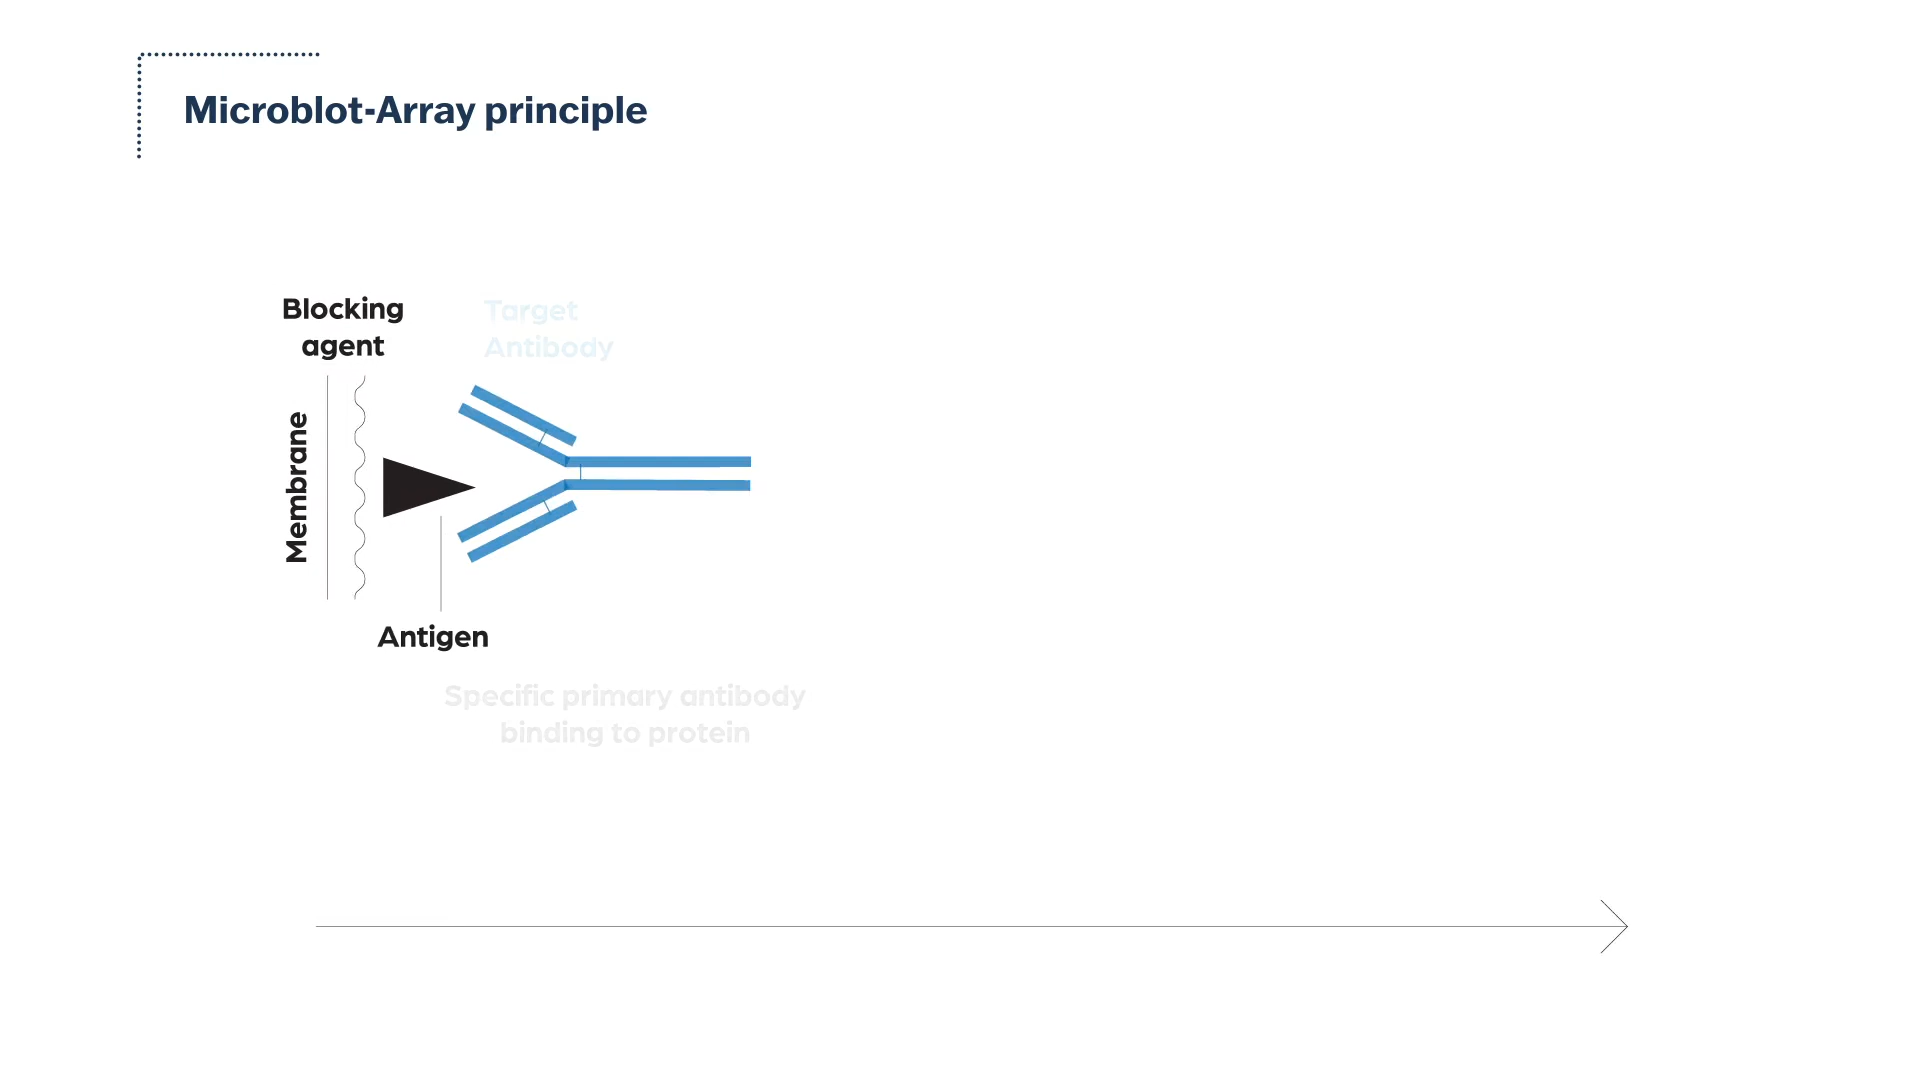 Microblot-Array principle
Blocking
agent
Target
Antibody
Membrane
Antigen
Specific primary antibody
binding to protein